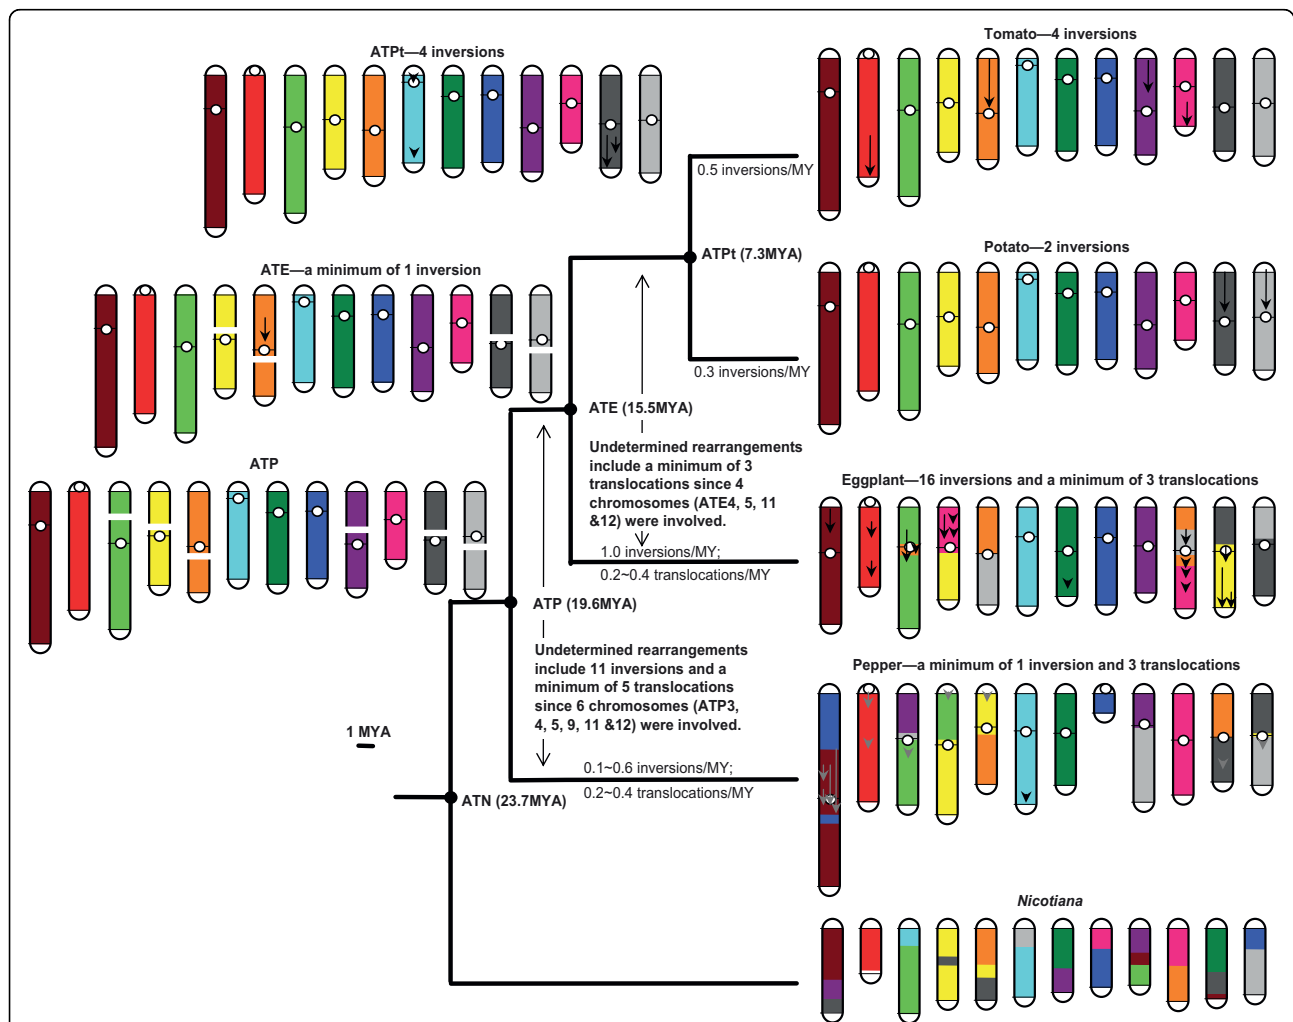 ATPt—4 inversions
Tomato—4 inversions
0.5 inversions/MY
ATPt (7.3MYA)
Potato—2 inversions
0.3 inversions/MY
ATE—a minimum of 1 inversion
ATE (15.5MYA)
Undetermined rearrangements
include a minimum of 3
translocations since 4
chromosomes (ATE4, 5, 11
&12) were involved.
ATP
Eggplant—16 inversions and a minimum of 3 translocations
1.0 inversions/MY;
0.2~0.4 translocations/MY
ATP (19.6MYA)
Undetermined rearrangements
include 11 inversions and a
minimum of 5 translocations
since 6 chromosomes (ATP3,
4, 5, 9, 11 &12) were involved.
Pepper—a minimum of 1 inversion and 3 translocations
1 MYA
0.1~0.6 inversions/MY;
0.2~0.4 translocations/MY
ATN (23.7MYA)
Nicotiana